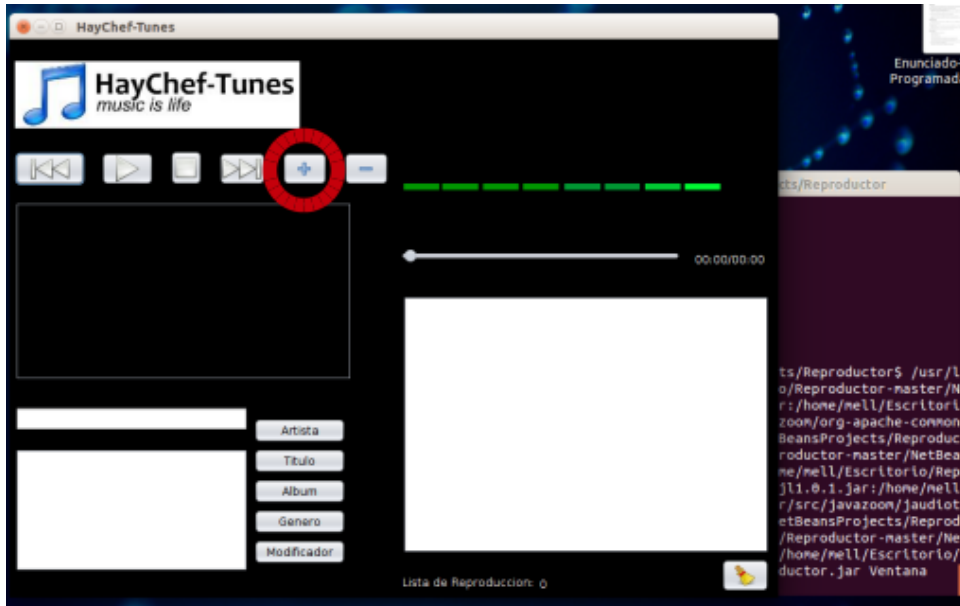 HayChef-Tunes
HayChef-Tunes
music is life
00:00/00:00
Artista
Titulo
Album
Genero
Modificador
Lista de Reproduccion: 0
Enunciado-
Programad
cts/Reproductor
ts/Reproductor$ /usr/l
o/Reproductor-master/N
r:/home/mell/Escritori
zoom/org-apache-common
BeansProjects/Reproduc
roductor-master/NetBea
me/mell/Escritorio/Rep
jl1.0.1.jar:/home/mell
r/src/javazoom/jaudiot
etBeansProjects/Reprod
/Reproductor-master/Ne
/home/mell/Escritorio/
ductor.jar Ventana